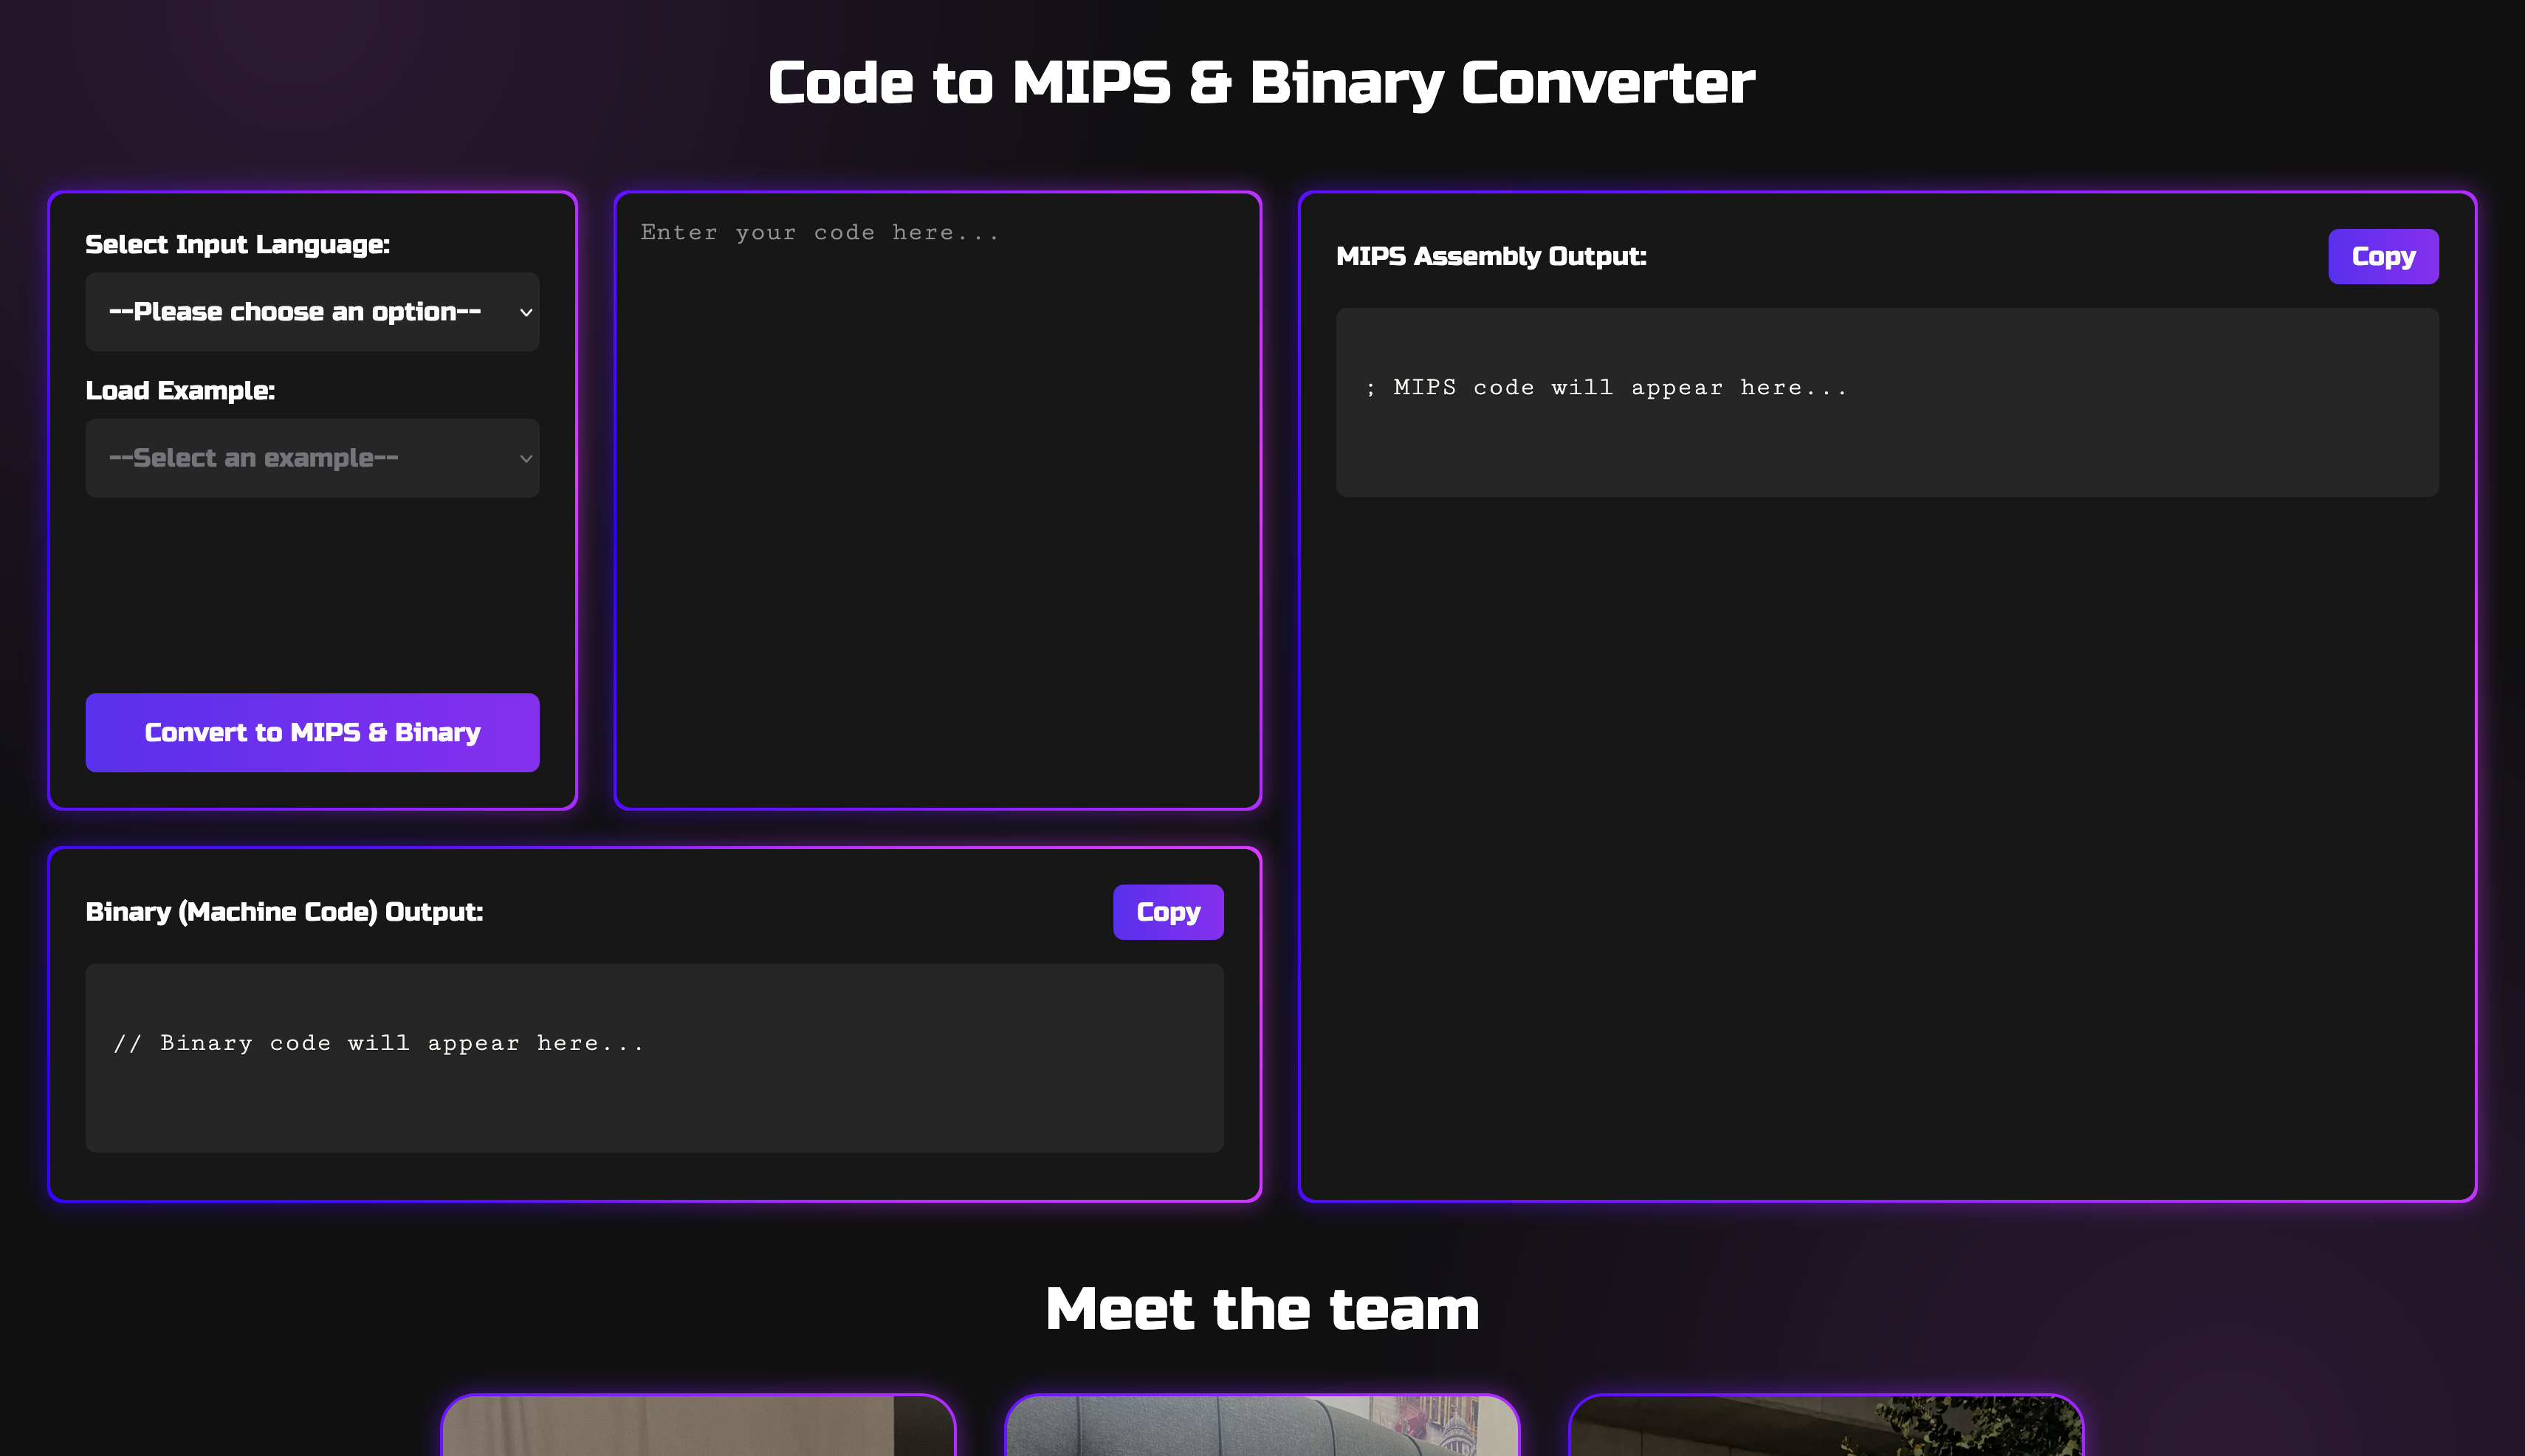 Code to MIPS & Binary Converter
Select Input Language:
--Please choose an option--
Load Example:
--Select an example--
Convert to MIPS & Binary
Enter your code here...
MIPS Assembly Output:
Copy
; MIPS code will appear here...
Binary (Machine Code) Output:
Copy
// Binary code will appear here...
Meet the team